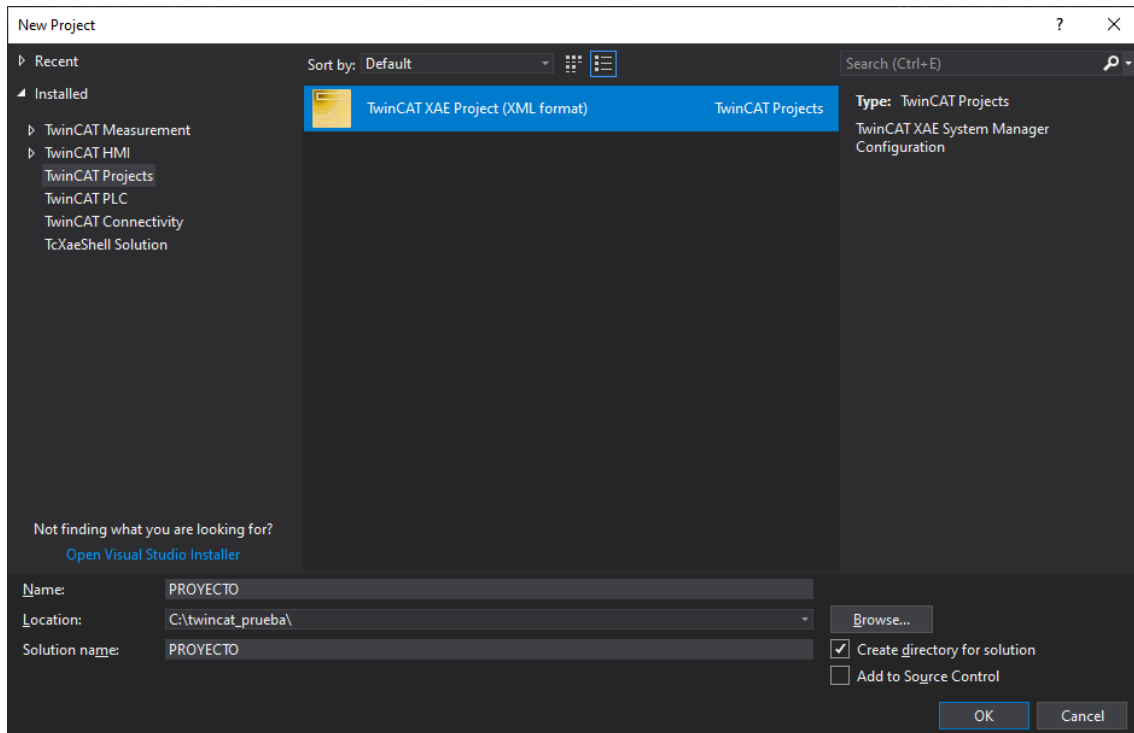 New Project
?
Recent
Installed
TwinCAT Measurement
TwinCAT HMI
TwinCAT Projects
TwinCAT PLC
TwinCAT Connectivity
TcXaeShell Solution
Not finding what you are looking for?
Open Visual Studio Installer
Sort by: Default
TwinCAT XAE Project (XML format) TwinCAT Projects
Search (Ctrl+E)
Type: TwinCAT Projects
TwinCAT XAE System Manager
Configuration
Name: PROYECTO
Location: C:\twincat_prueba\
Browse...
Solution name: PROYECTO
Create directory for solution
Add to Source Control
OK Cancel